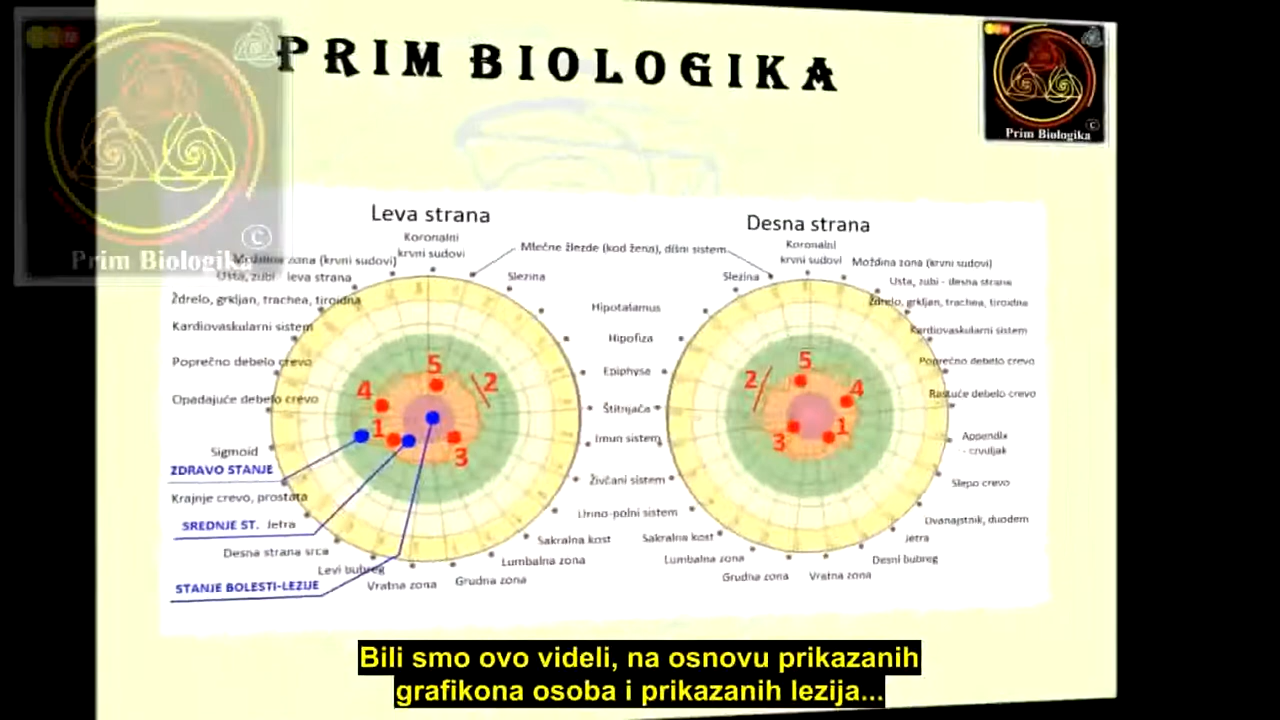 PRIM BIOLOGIKA
Prim Biologika
©
Prim Biologika
©
Leva strana
Desna strana
Koronalni
krvni sudovi
Mlečne žlezde (kod žena), dišni sistem
Koronalni
krvni sudovi
Moždina zona (krvni sudovi)
Usta, zubi - leva strana
Ždrelo, grkljan, trachea, tiroidna
Kardiovaskularni sistem
Poprečno debelo crevo
Opadajuće debelo crevo
Sigmoid
ZDRAVO STANJE
Krajnje crevo, prostata
SREDNJE ST.
Jetra
Desna strana srca
Levi bubreg
STANJE BOLESTI-LEZIJE
Vratna zona
Grudna zona
Lumbalna zona
Sakralna kost
5
2
4
1
3
Slezina
Hipotalamus
Hipofiza
Epiphyse
Štitnjača
Imun sistem
Živčani sistem
Urino-polni sistem
Slezina
Moždina zona (krvni sudovi)
Usta, zubi - desna strana
Ždrelo, grkljan, trachea, tiroidna
Kardiovaskularni sistem
Poprečno debelo crevo
Rastuće debelo crevo
Appendix
- crvuljak
Slepo crevo
Dvanajstnik, duodem
Jetra
Desni bubreg
Vratna zona
Grudna zona
Lumbalna zona
Sakralna kost
5
2
4
3
1
Bili smo ovo videli, na osnovu prikazanih
grafikona osoba i prikazanih lezija...